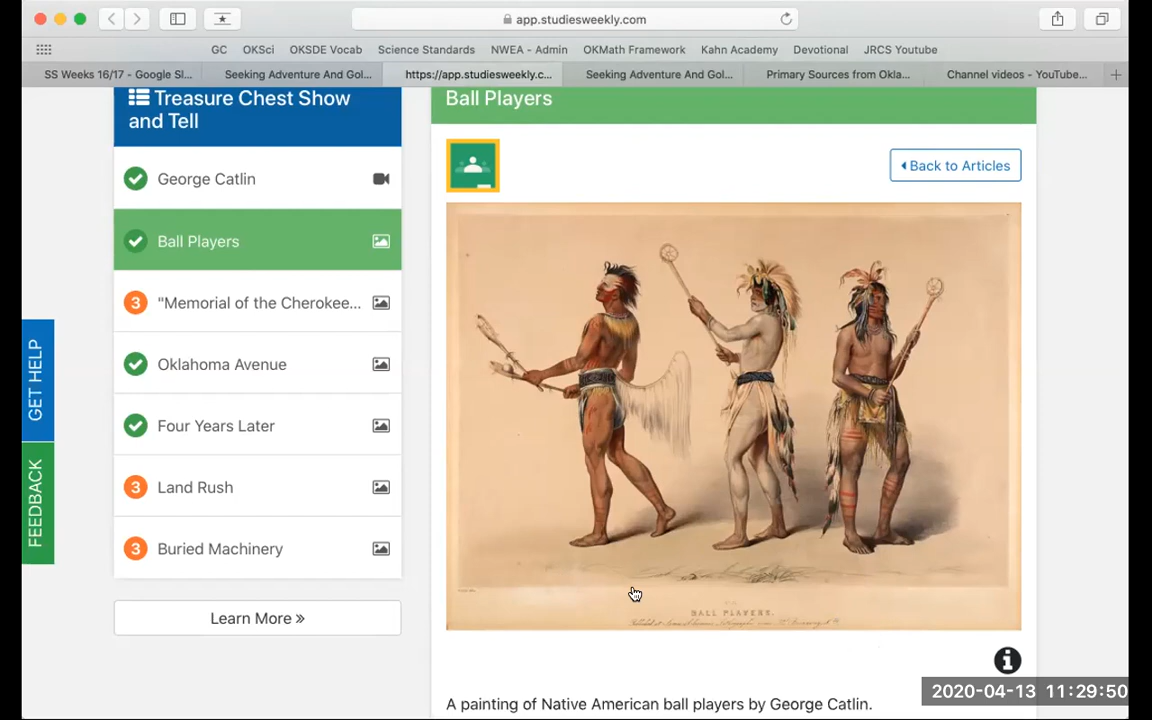 app.studiesweekly.com
GC OKSci OKSDE Vocab Science Standards NWEA - Admin OKMath Framework Kahn Academy Devotional JRCS Youtube
SS Weeks 16/17 - Google Sl... Seeking Adventure And Gol... https://app.studiesweekly.c... Seeking Adventure And Gol... Primary Sources from Okla... Channel videos - YouTube...
Treasure Chest Show
and Tell
George Catlin
Ball Players
3 "Memorial of the Cherokee...
Oklahoma Avenue
Four Years Later
3 Land Rush
3 Buried Machinery
Learn More »
GET HELP
FEEDBACK
Ball Players
Back to Articles
BALL PLAYERS.
A painting of Native American ball players by George Catlin.
2020-04-13 11:29:50